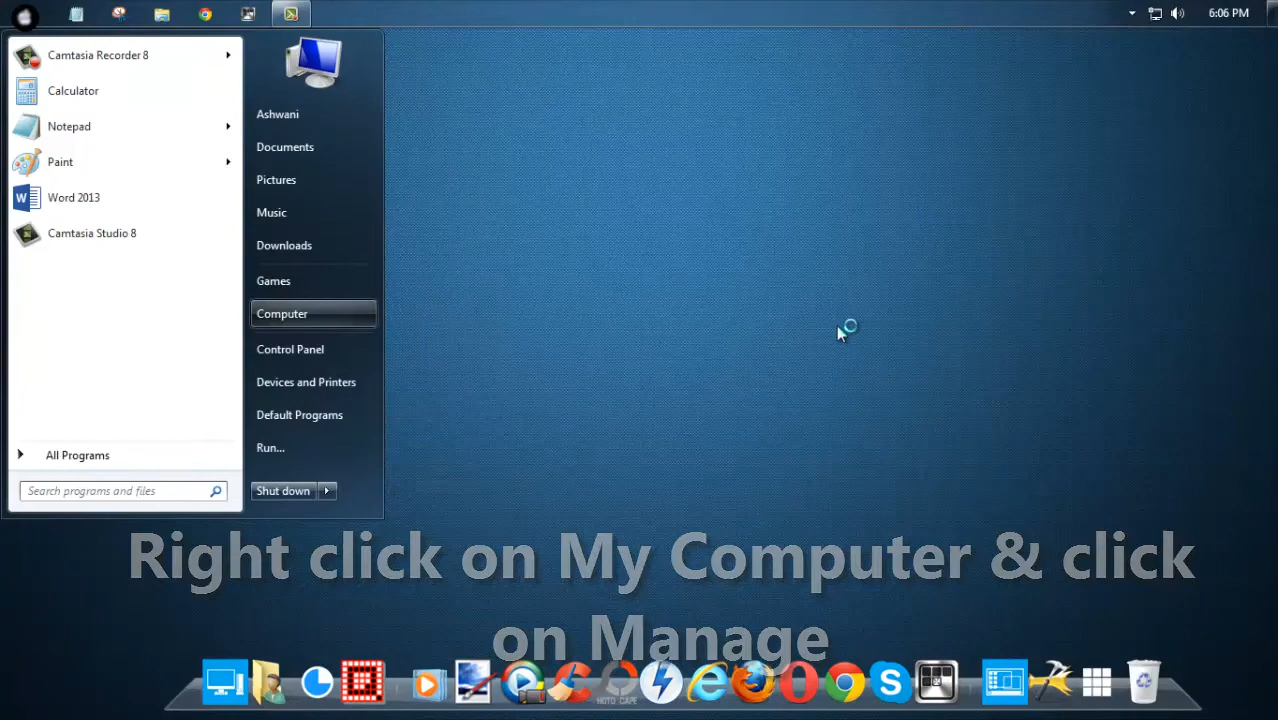 6:06 PM
Camtasia Recorder 8
Calculator
Notepad
Paint
Word 2013
Camtasia Studio 8
All Programs
Search programs and files
Ashwani
Documents
Pictures
Music
Downloads
Games
Computer
Control Panel
Devices and Printers
Default Programs
Run...
Shut down
Right click on My Computer & click
on Manage